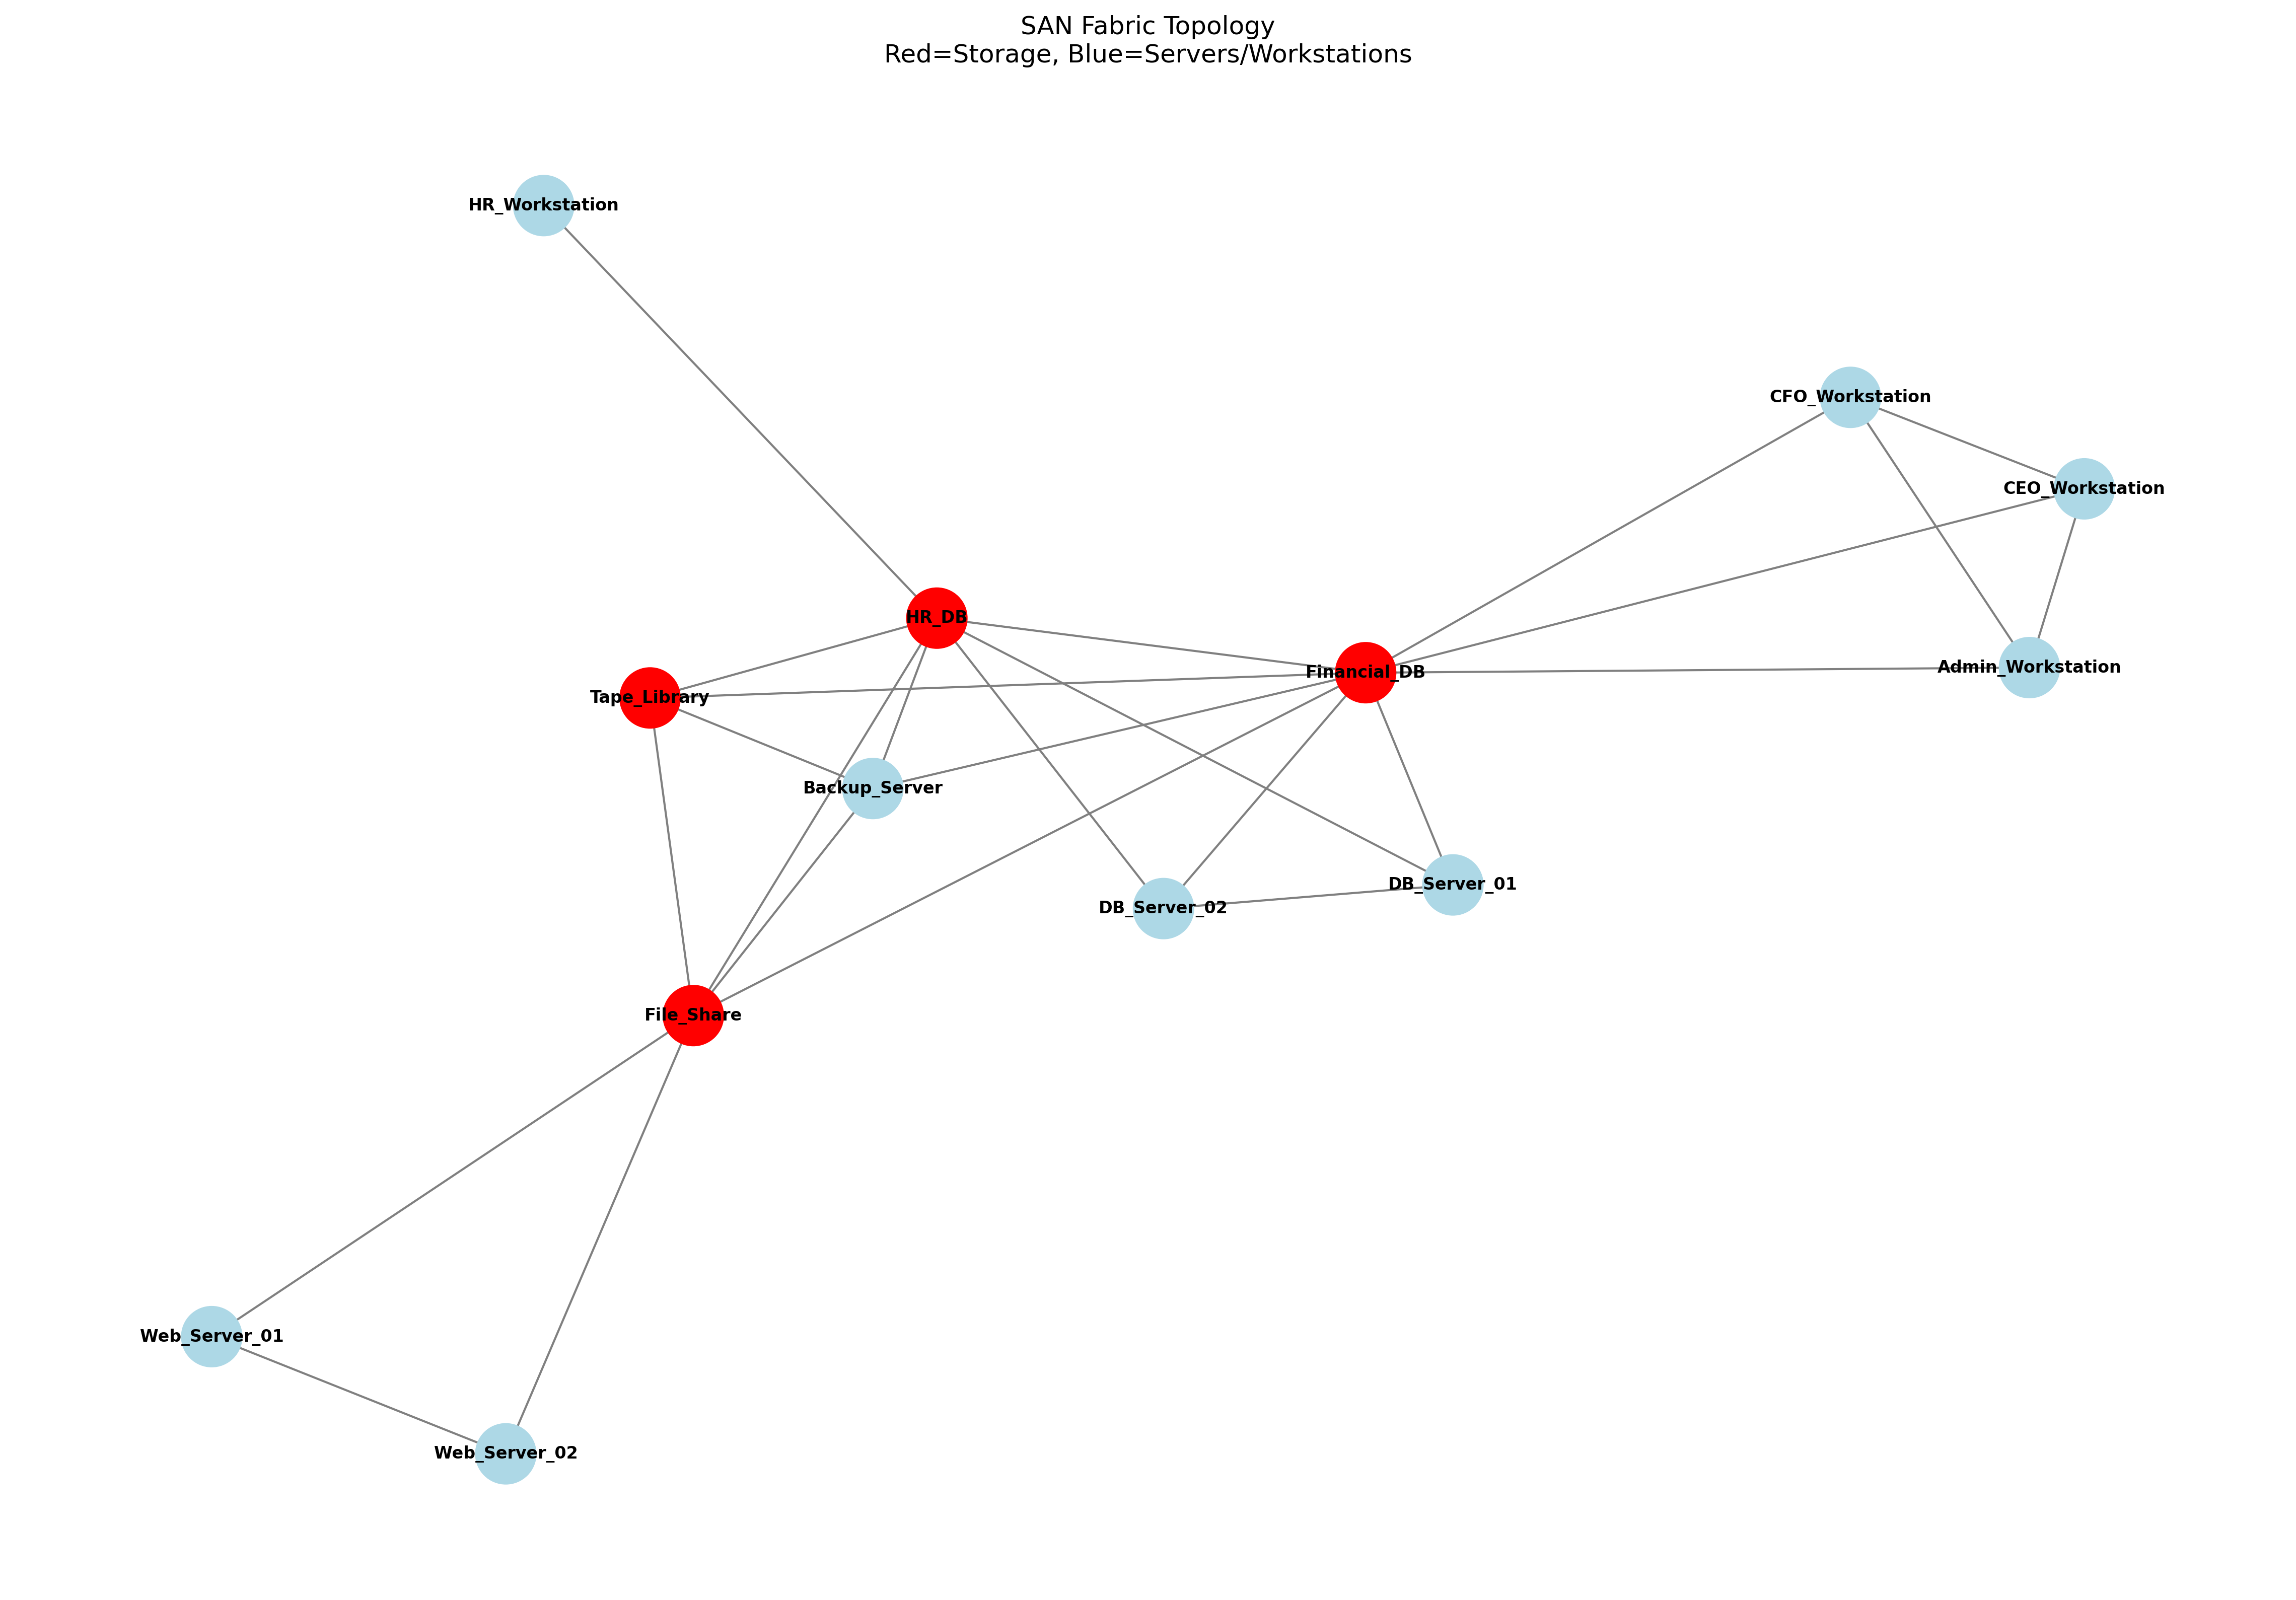 SAN Fabric Topology
Red=Storage, Blue=Servers/Workstations
HR_Workstation
CFO_Workstation
CEO_Workstation
HR_DB
Financial_DB
Admin_Workstation
Tape_Library
Backup_Server
DB_Server_01
DB_Server_02
File_Share
Web_Server_01
Web_Server_02